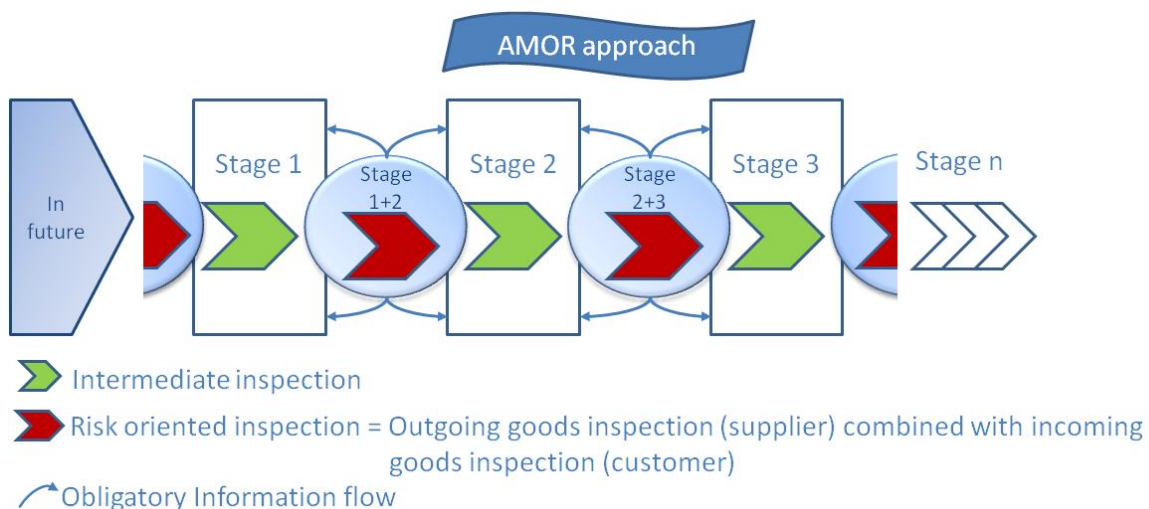 AMOR approach
In
future
Stage 1
Stage
1+2
Stage 2
Stage
2+3
Stage 3
Stage n
Intermediate inspection
Risk oriented inspection = Outgoing goods inspection (supplier) combined with incoming
goods inspection (customer)
Obligatory Information flow